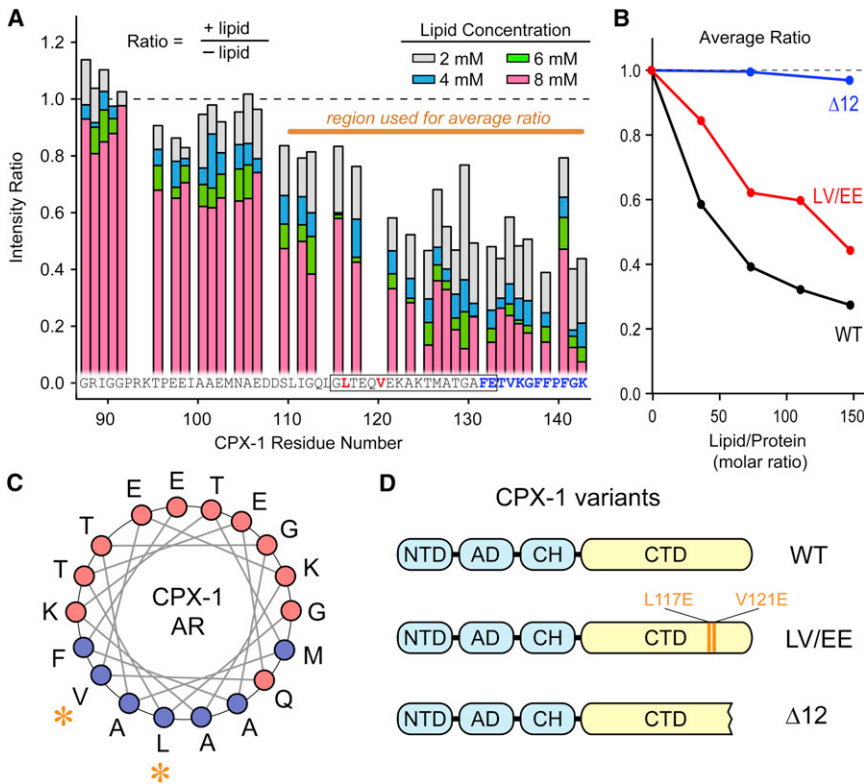 A
Ratio = + lipid
– lipid
Lipid Concentration
2 mM
6 mM
4 mM
8 mM
region used for average ratio
Intensity Ratio
1.2
1.0
0.8
0.6
0.4
0.2
0.0
GRIGGPRKTPEEIAAEMNAEDDSLIGQLGLTEQVEKAKTMATGAFETVKGFFPFGK
90
100
110
120
130
140
CPX-1 Residue Number
B
Average Ratio
1.0
0.8
0.6
0.4
0.2
0.0
Δ12
LV/EE
WT
0
50
100
150
Lipid/Protein
(molar ratio)
C
CPX-1
AR
E
T
E
G
K
G
M
Q
A
A
L
A
V
F
K
T
T
E
*
*
D
CPX-1 variants
NTD AD CH CTD WT
L117E V121E
NTD AD CH CTD LV/EE
NTD AD CH CTD Δ12